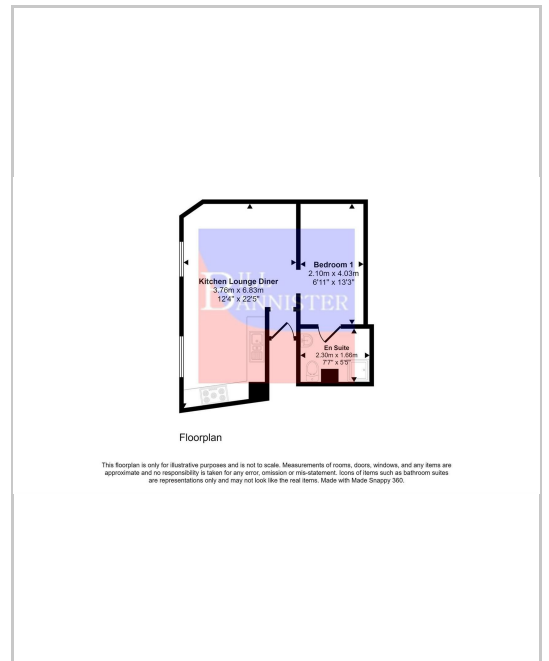 Kitchen Lounge Diner
3.76m x 6.83m
12'4" x 22'5"
Bedroom 1
2.10m x 4.03m
6'11" x 13'3"
BILL
BANNISTER
En Suite
2.30m x 1.66m
7'7" x 5'5"
Floorplan
This floorplan is only for illustrative purposes and is not to scale. Measurements of rooms, doors, windows, and any items are
approximate and no responsibility is taken for any error, omission or mis-statement. Icons of items such as bathroom suites
are representations only and may not look like the real items. Made with Made Snappy 360.